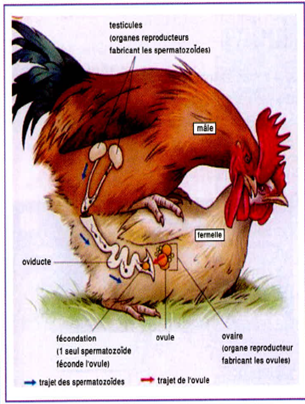 testicules
(organes reproducteurs
fabricant les spermatozoïdes)
mâle
femelle
oviducte
fécondation
(1 seul spermatozoïde
féconde l'ovule)
ovule
ovaire
(organe reproducteur
fabricant les ovules)
trajet des spermatozoïdes
trajet de l'ovule